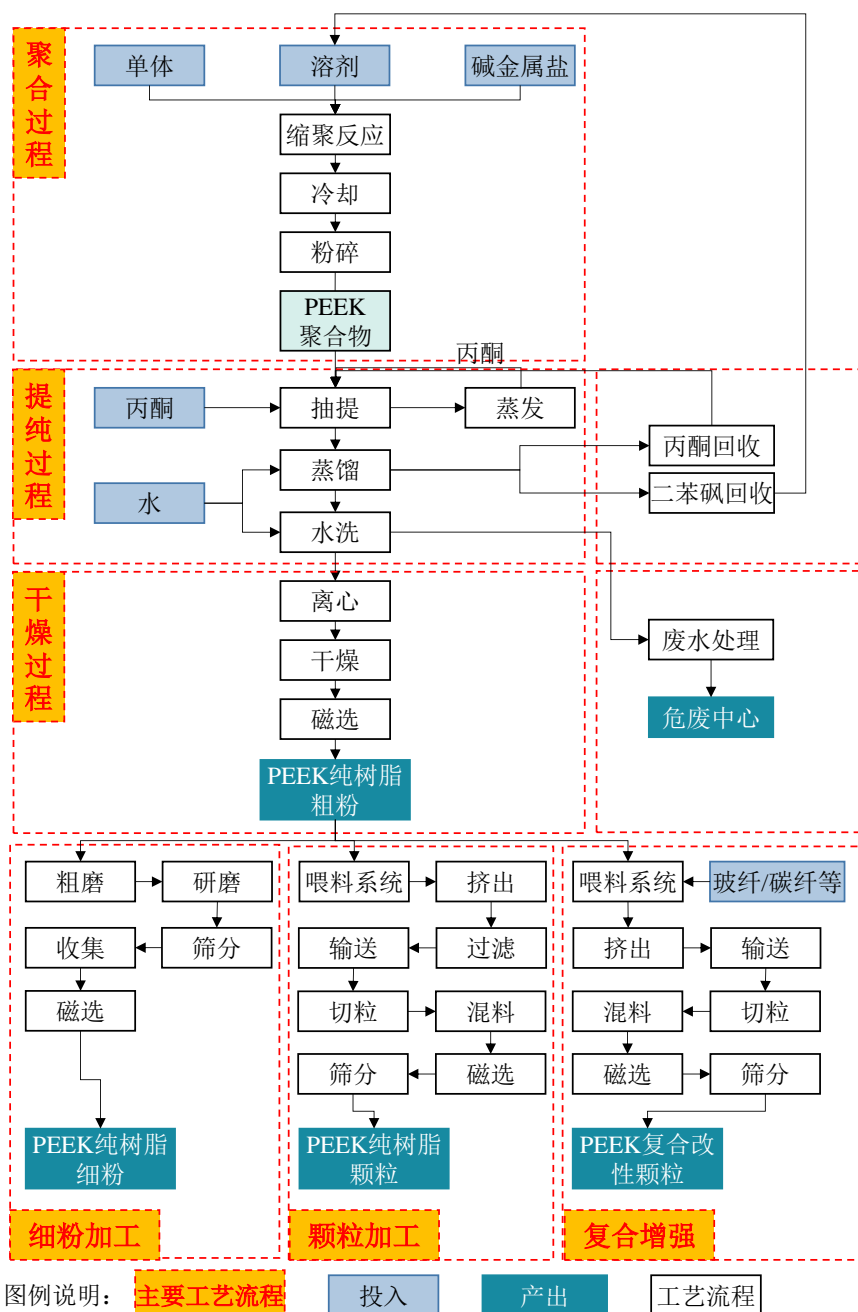 聚合过程
单体
溶剂
碱金属盐
缩聚反应
冷却
粉碎
PEEK
聚合物
丙酮
提纯过程
丙酮
抽提
蒸发
丙酮回收
蒸馏
二苯砜回收
水
水洗
干燥过程
离心
废水处理
干燥
磁选
危废中心
PEEK纯树脂
粗粉
粗磨
研磨
收集
筛分
磁选
PEEK纯树脂
细粉
细粉加工
喂料系统
挤出
输送
过滤
切粒
混料
筛分
磁选
PEEK纯树脂
颗粒
颗粒加工
喂料系统
玻纤/碳纤等
挤出
输送
混料
切粒
磁选
筛分
PEEK复合改
性颗粒
复合增强
图例说明：
主要工艺流程
投入
产出
工艺流程